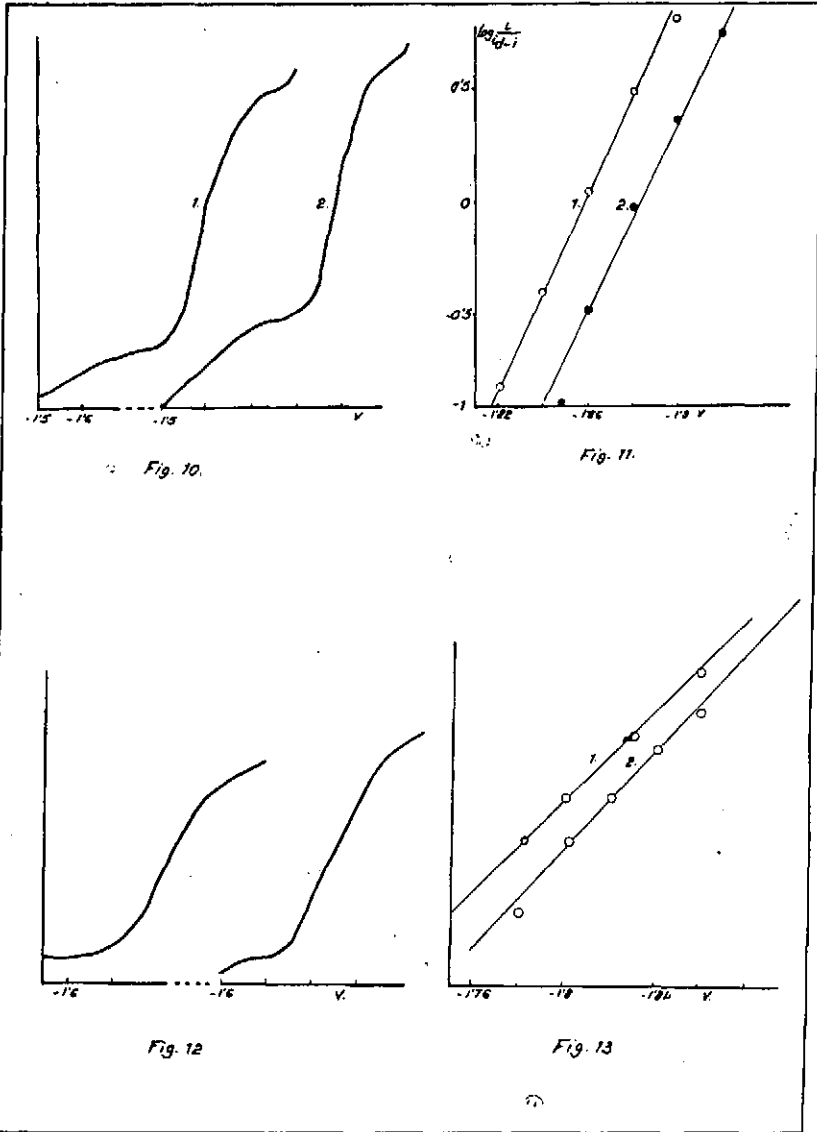 1.
2.
-1'5 -1'6 -1'5 V
Fig. 10.
log i/id-i
0'5
0
-0'5
-1
1.
2.
-1'82 -1'86 -1'9 V
Fig. 11.
-1'6 -1'6 V.
Fig. 12
1.
2.
-1'76 -1'8 -1'84 V.
Fig. 13